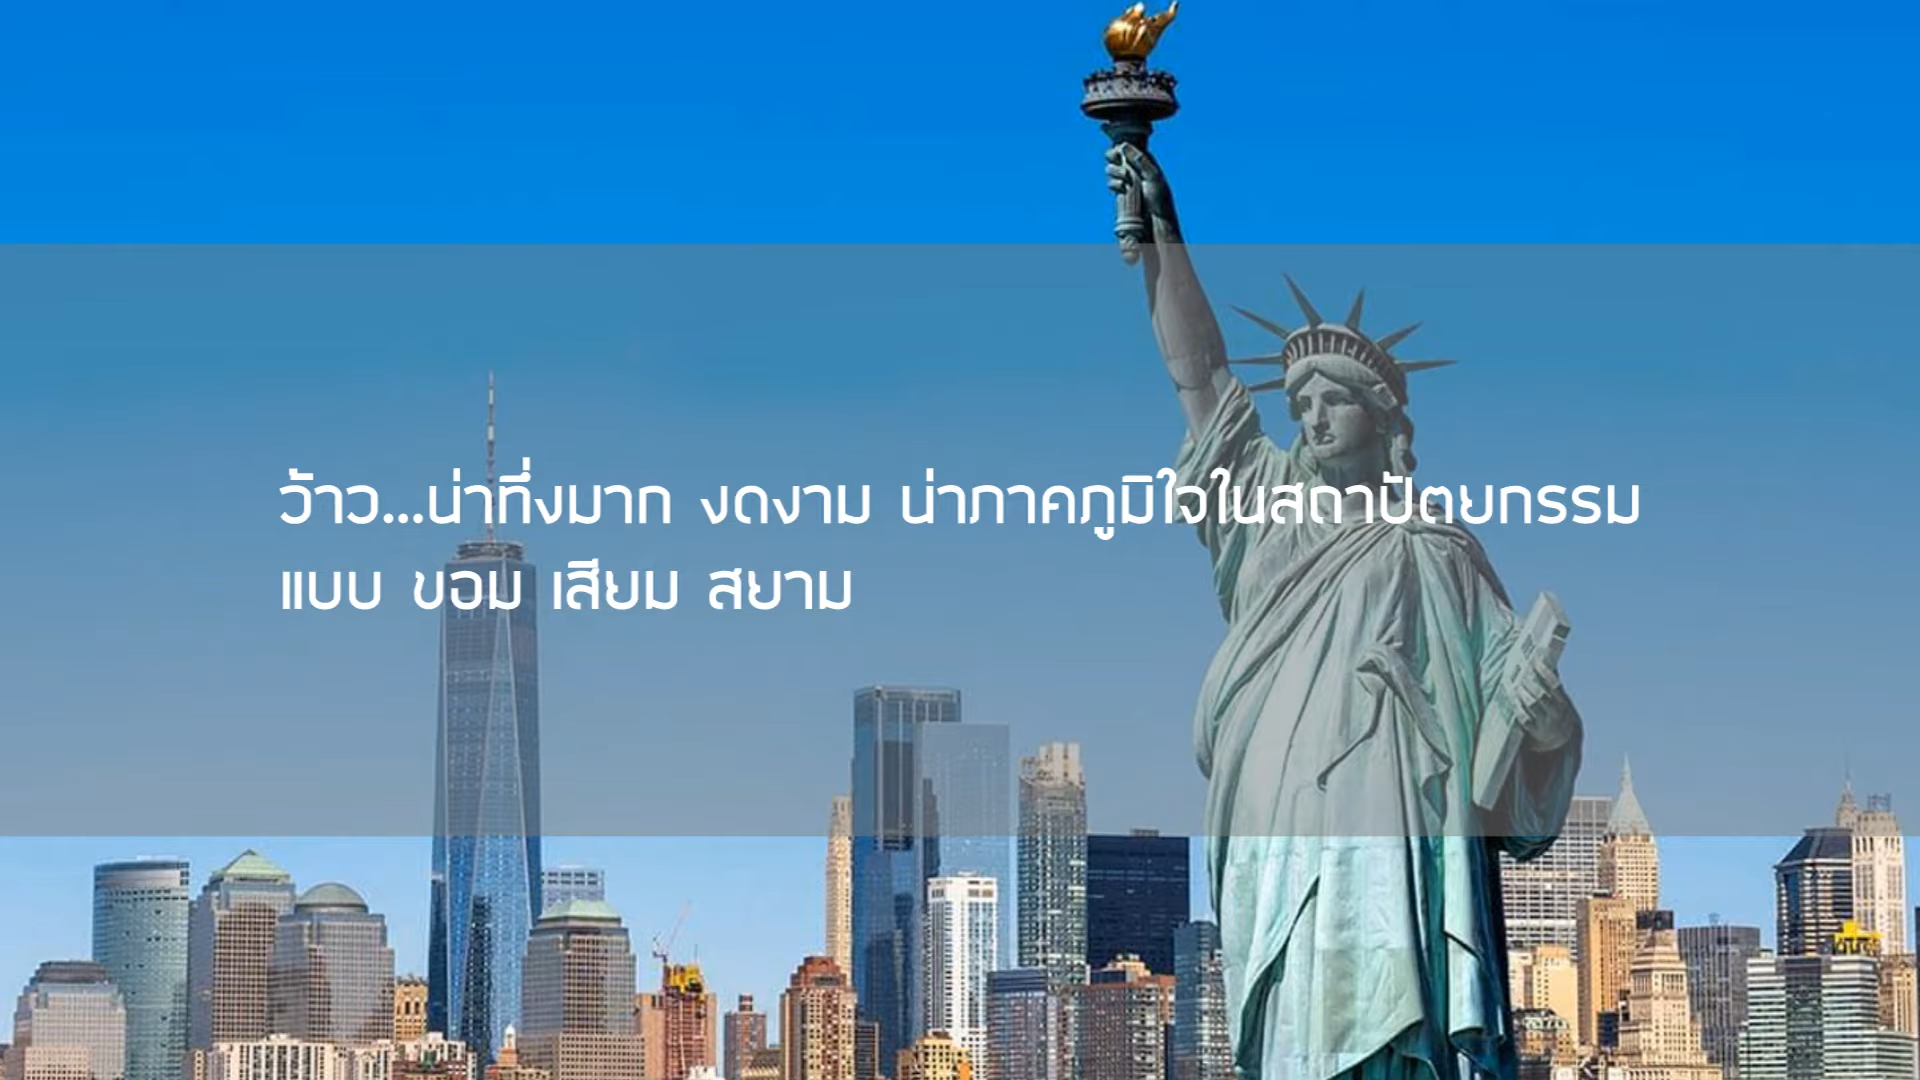 ว้าว...น่าทึ่งมาก งดงาม น่าภาคภูมิใจในสถาปัตยกรรม
แบบ ขอม เสียม สยาม